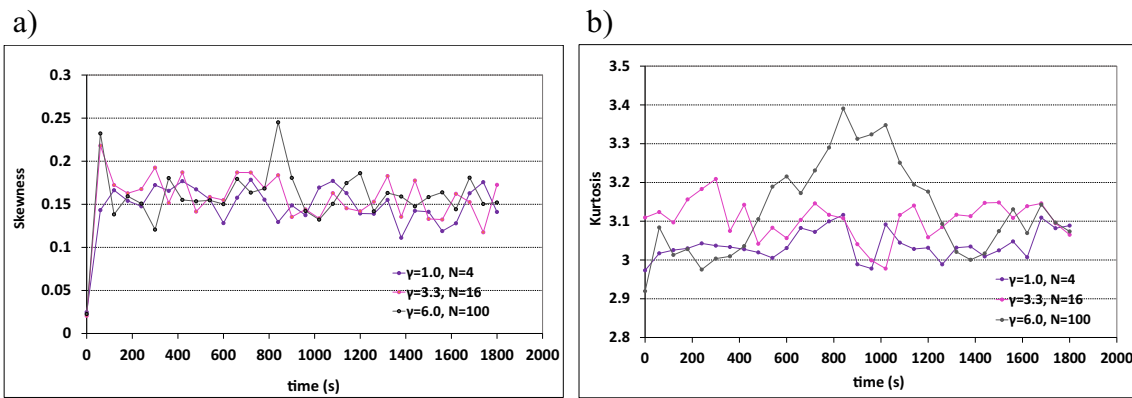 a)
0.3
0.25
0.2
0.15
0.1
0.05
0
Skewness
γ=1.0, N=4
γ=3.3, N=16
γ=6.0, N=100
0 200 400 600 800 1000 1200 1400 1600 1800 2000
time (s)
b)
3.5
3.4
3.3
3.2
3.1
3
2.9
2.8
Kurtosis
γ=1.0, N=4
γ=3.3, N=16
γ=6.0, N=100
0 200 400 600 800 1000 1200 1400 1600 1800 2000
time (s)